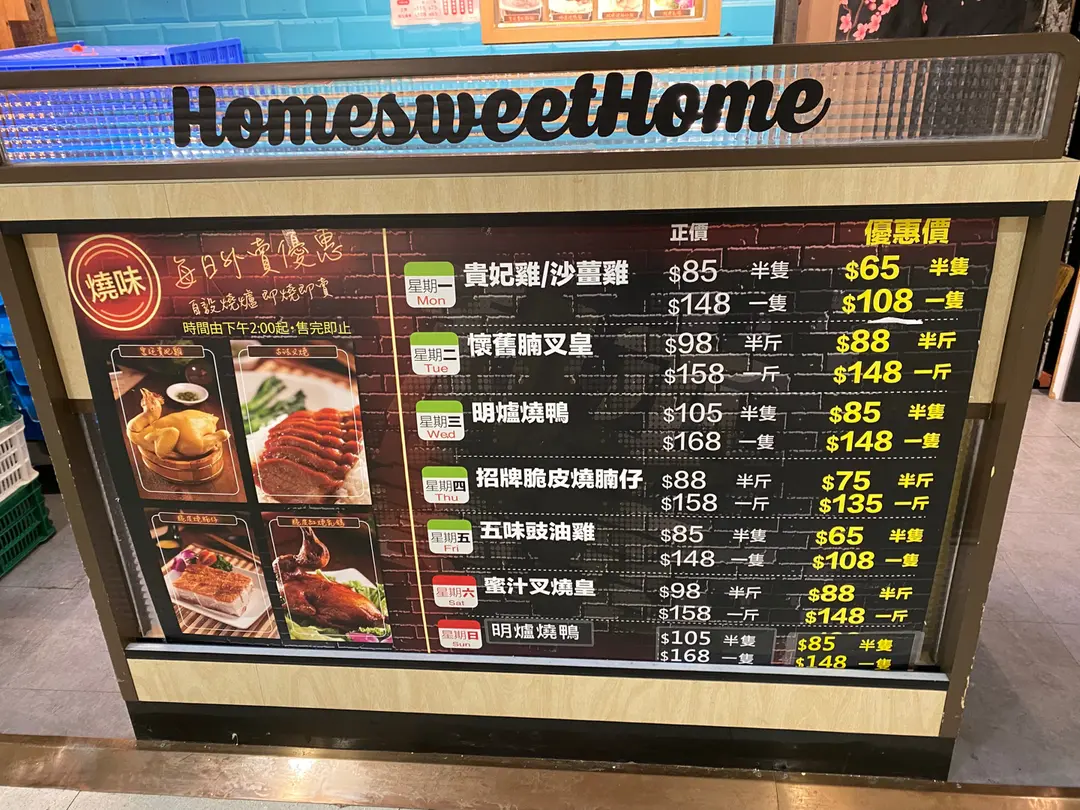 HomesweetHome
燒味
每日外賣優惠
自設燒爐 即燒即賣
時間由下午2:00起,售完即止
正價 優惠價
星期一 Mon 貴妃雞/沙薑雞 $85 半隻 $65 半隻
$148 一隻 $108 一隻
星期二 Tue 懷舊腩叉皇 $98 半斤 $88 半斤
$158 一斤 $148 一斤
星期三 Wed 明爐燒鴨 $105 半隻 $85 半隻
$168 一隻 $148 一隻
星期四 Thu 招牌脆皮燒腩仔 $88 半斤 $75 半斤
$158 一斤 $135 一斤
星期五 Fri 五味豉油雞 $85 半隻 $65 半隻
$148 一隻 $108 一隻
星期六 Sat 蜜汁叉燒皇 $98 半斤 $88 半斤
$158 一斤 $148 一斤
星期日 Sun 明爐燒鴨 $105 半隻 $85 半隻
$168 一隻 $148 一隻